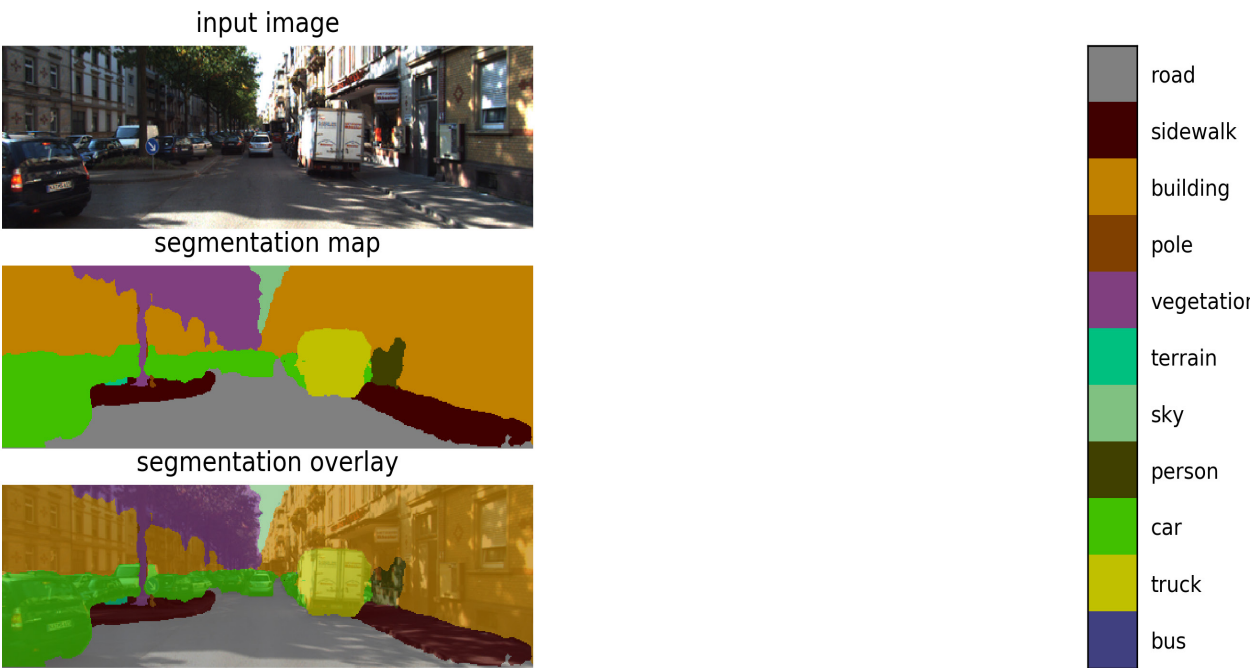 input image
segmentation map
segmentation overlay
road
sidewalk
building
pole
vegetation
terrain
sky
person
car
truck
bus